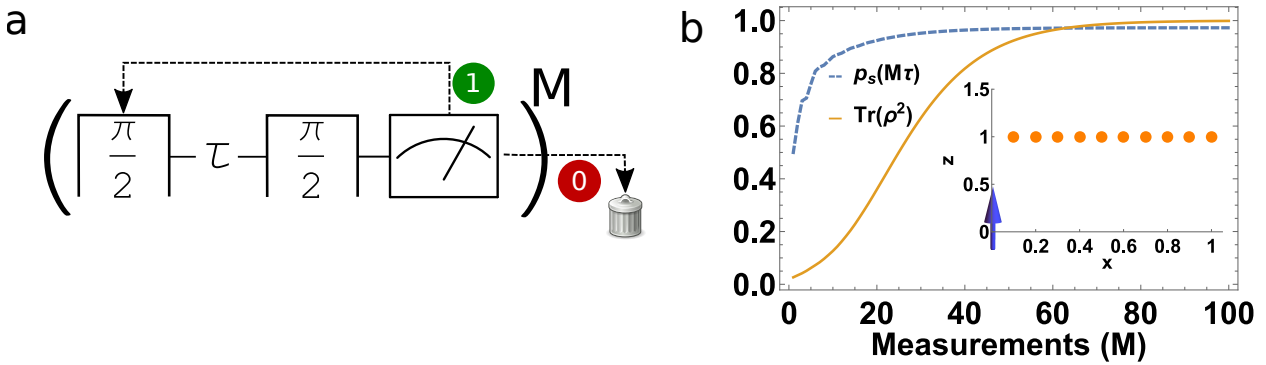 a
1
M
π/2 τ π/2
0
b
1.0
0.8
0.6
0.4
0.2
0.0
pₛ(Mτ)
Tr(ρ²)
1.5
1
0.5
0
z
0.2 0.4 0.6 0.8 1
x
0 20 40 60 80 100
Measurements (M)